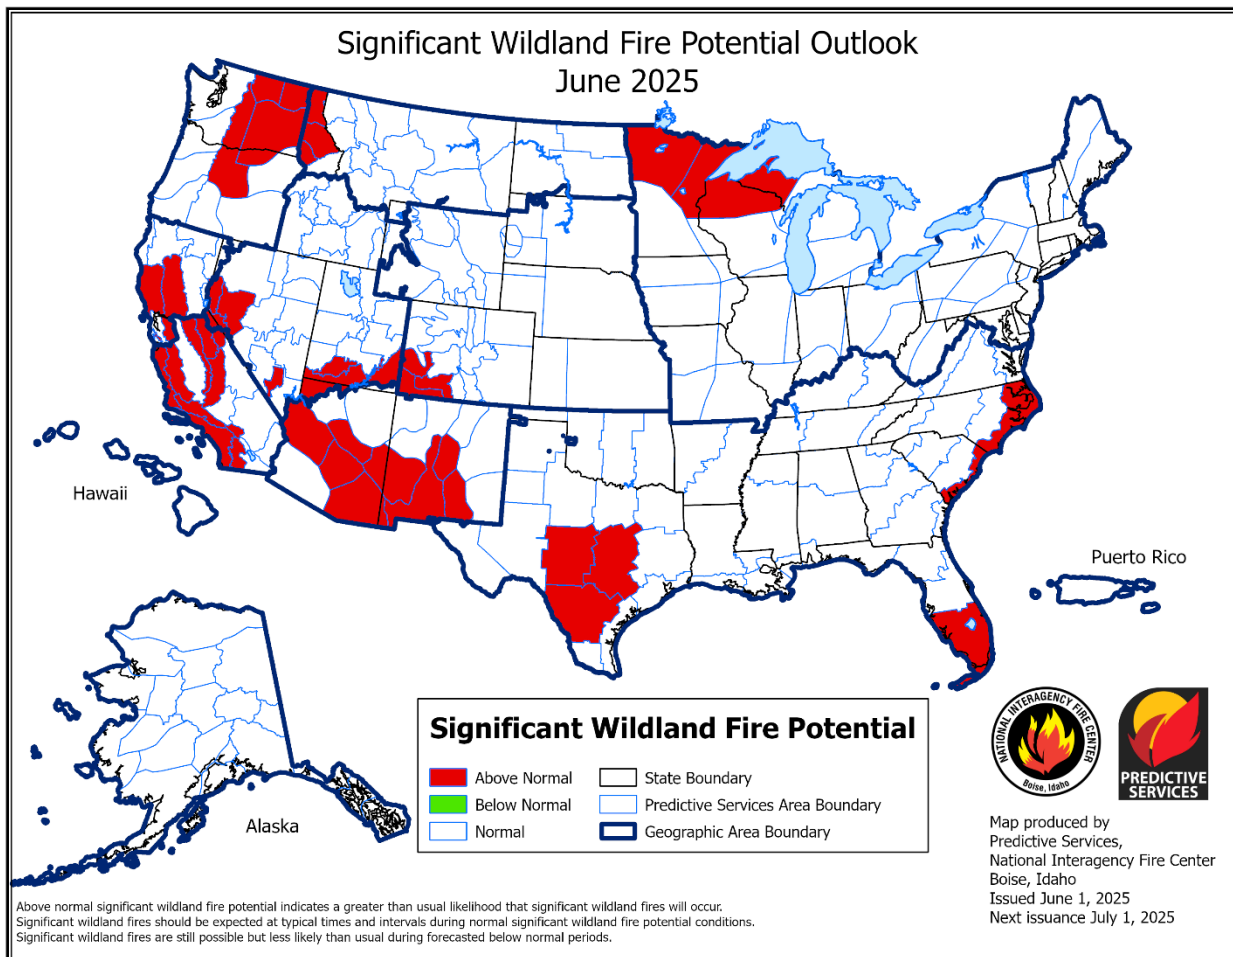 Significant Wildland Fire Potential Outlook
June 2025
Hawaii
Puerto Rico
Alaska
Significant Wildland Fire Potential
Above Normal
State Boundary
Below Normal
Predictive Services Area Boundary
Normal
Geographic Area Boundary
NATIONAL INTERAGENCY FIRE CENTER
Boise, Idaho
PREDICTIVE
SERVICES
Map produced by
Predictive Services,
National Interagency Fire Center
Boise, Idaho
Issued June 1, 2025
Next issuance July 1, 2025
Above normal significant wildland fire potential indicates a greater than usual likelihood that significant wildland fires will occur.
Significant wildland fires should be expected at typical times and intervals during normal significant wildland fire potential conditions.
Significant wildland fires are still possible but less likely than usual during forecasted below normal periods.